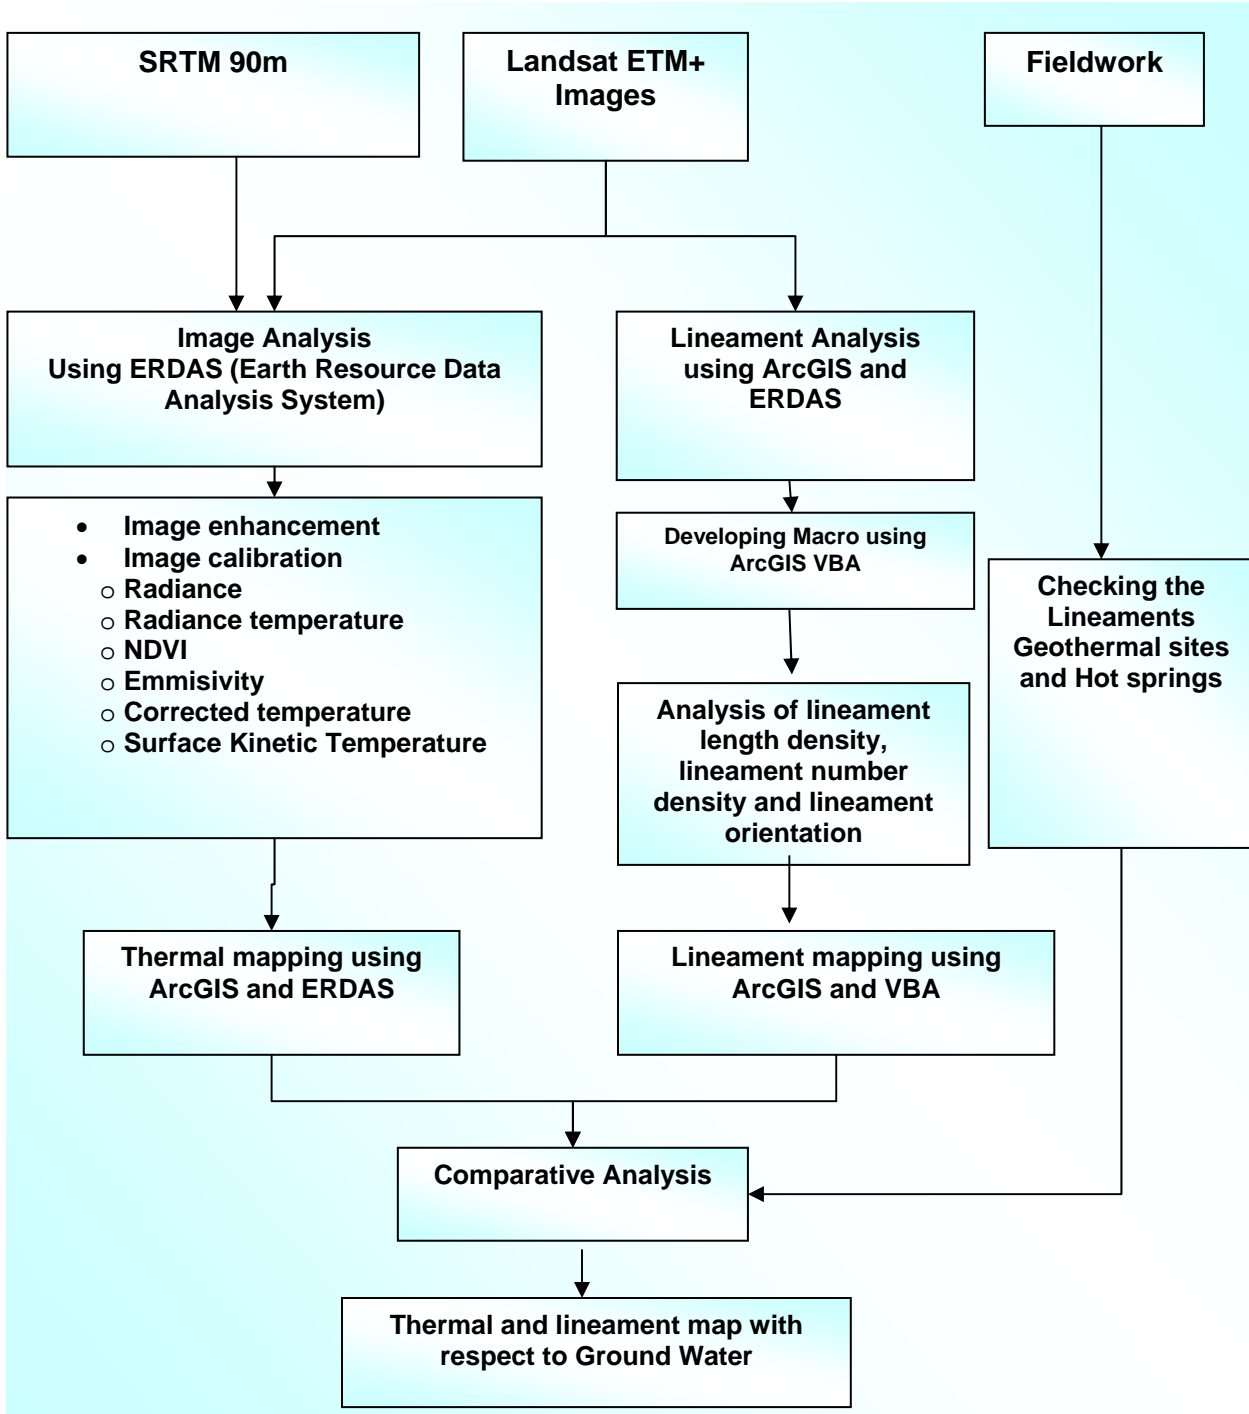 SRTM 90m
Landsat ETM+
Images
Fieldwork
Image Analysis
Using ERDAS (Earth Resource Data
Analysis System)
Lineament Analysis
using ArcGIS and
ERDAS
• Image enhancement
• Image calibration
o Radiance
o Radiance temperature
o NDVI
o Emmisivity
o Corrected temperature
o Surface Kinetic Temperature
Developing Macro using
ArcGIS VBA
Checking the
Lineaments
Geothermal sites
and Hot springs
Analysis of lineament
length density,
lineament number
density and lineament
orientation
Thermal mapping using
ArcGIS and ERDAS
Lineament mapping using
ArcGIS and VBA
Comparative Analysis
Thermal and lineament map with
respect to Ground Water